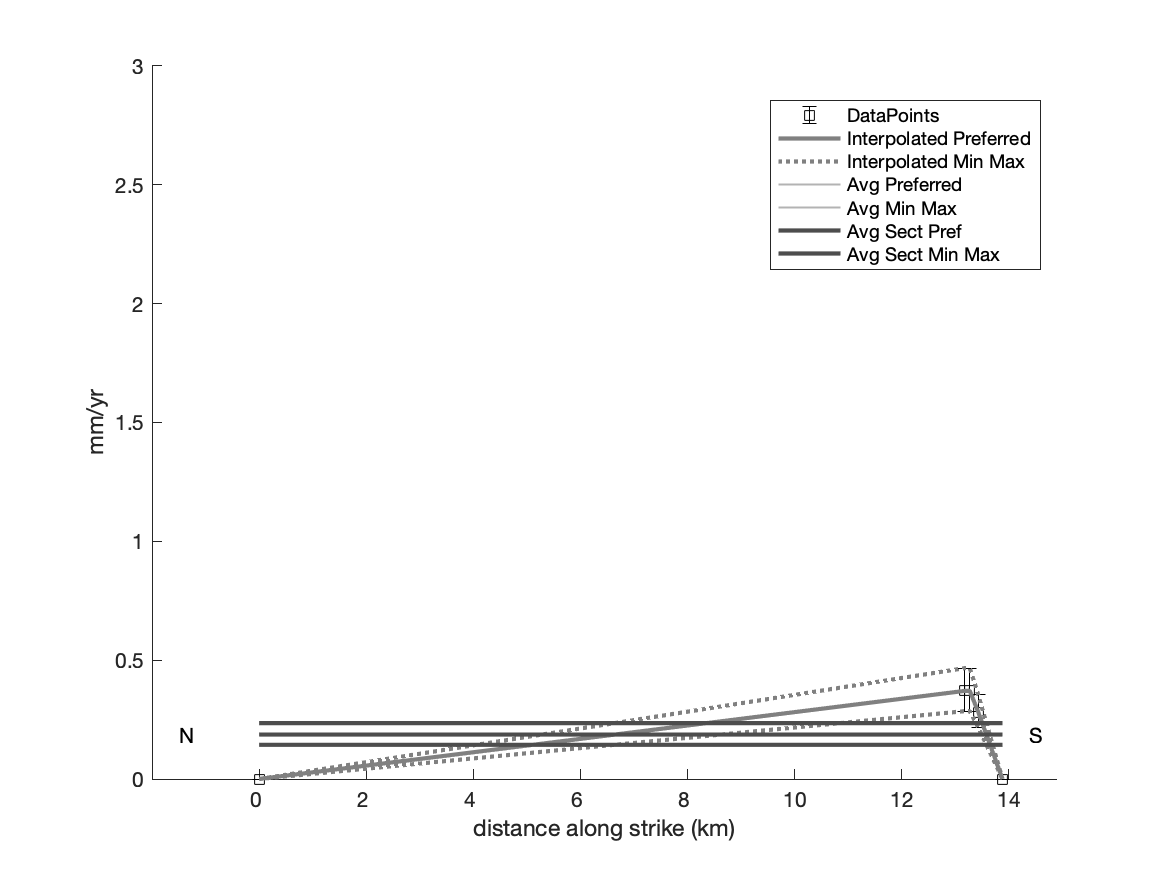 3
2.5
2
1.5
1
0.5
0
mm/yr
DataPoints
Interpolated Preferred
Interpolated Min Max
Avg Preferred
Avg Min Max
Avg Sect Pref
Avg Sect Min Max
N
S
0 2 4 6 8 10 12 14
distance along strike (km)